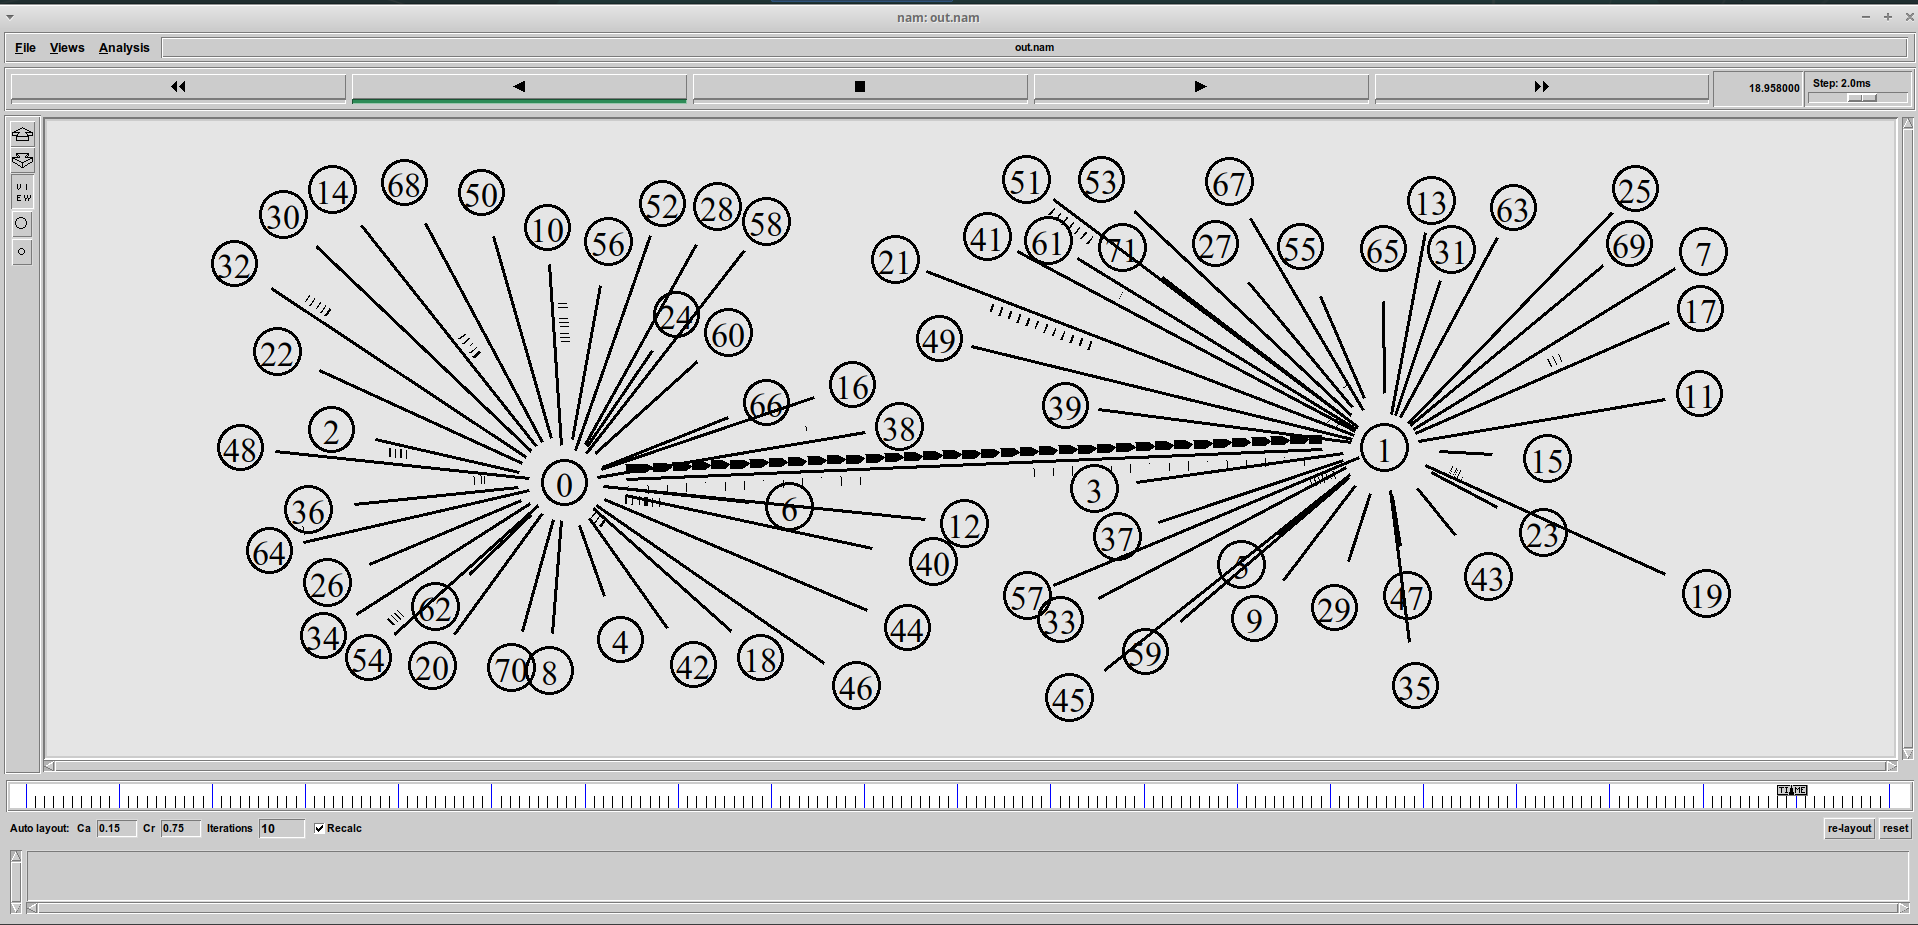 nam: out.nam
File Views Analysis out.nam
18.958000 Step: 2.0ms
VIEW
51 53 67 25
14 68 50 13 63
30 52 28 58
10 56 41 61 71 27 55 65 31 69 7
32 21
24 60 17
22 49
16 11
66 39
2 38
48 15
0 1
3
36 6
12 23
64 37
40 5
26 43
62 57 47 19
34 4 44 33 9 29
54 20 70 8 42 18 59
46 45 35
TIME
Auto layout: Ca 0.15 Cr 0.75 Iterations 10 Recalc re-layout reset